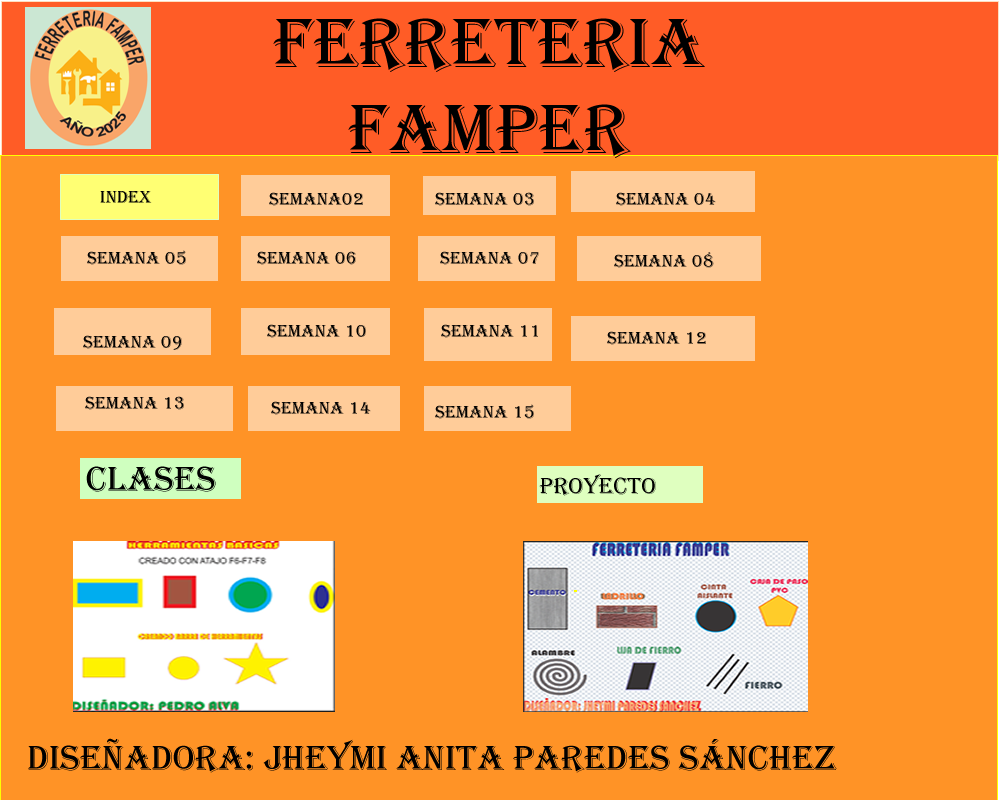 FERRETERIA FAMPER
AÑO 2025
FERRETERIA
FAMPER
INDEX
SEMANA02
SEMANA 03
SEMANA 04
SEMANA 05
SEMANA 06
SEMANA 07
SEMANA 08
SEMANA 09
SEMANA 10
SEMANA 11
SEMANA 12
SEMANA 13
SEMANA 14
SEMANA 15
CLASES
PROYECTO
HERRAMIENTAS BASICAS
CREADO CON ATAJO F6-F7-F8
CREANDO BARRA DE HERRAMIENTAS
DISEÑADOR: PEDRO ALVA
FERRETERIA FAMPER
CEMENTO
LADRILLO
CINTA
AISLANTE
CAJA DE PASO
PVC
ALAMBRE
LIJA DE FIERRO
FIERRO
DISEÑADORA: JHEYMI PAREDES SANCHEZ
DISEÑADORA: JHEYMI ANITA PAREDES SÁNCHEZ